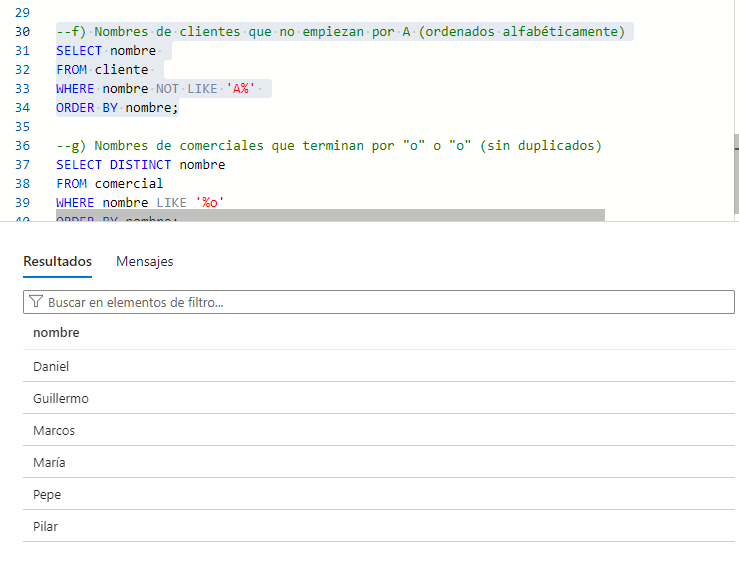 29
30 --f) Nombres de clientes que no empiezan por A (ordenados alfabéticamente)
31 SELECT nombre
32 FROM cliente
33 WHERE nombre NOT LIKE 'A%'
34 ORDER BY nombre;
35
36 --g) Nombres de comerciales que terminan por "o" o "o" (sin duplicados)
37 SELECT DISTINCT nombre
38 FROM comercial
39 WHERE nombre LIKE '%o'
40 ORDER BY nombre;
Resultados Mensajes
Buscar en elementos de filtro...
nombre
Daniel
Guillermo
Marcos
María
Pepe
Pilar